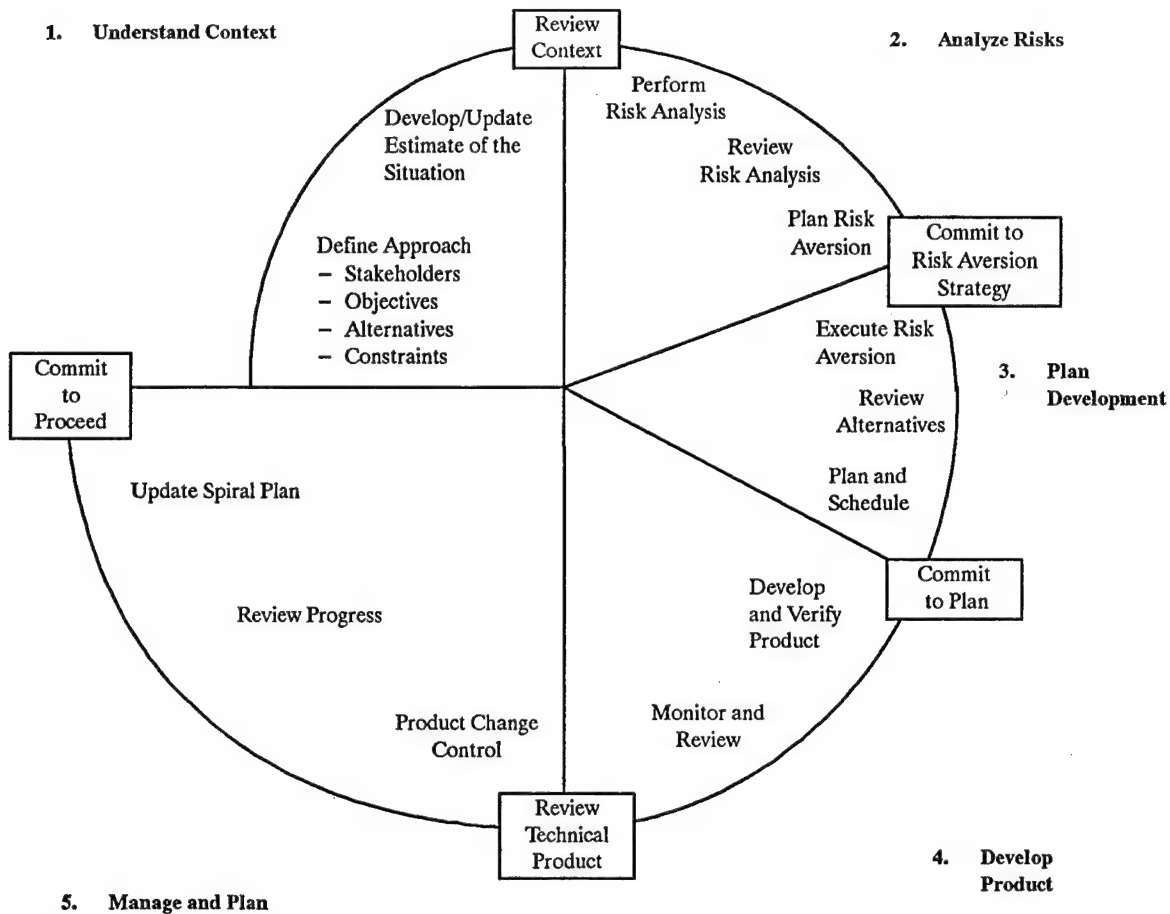 1. Understand Context
Review
Context
2. Analyze Risks
Develop/Update
Estimate of the
Situation
Define Approach
– Stakeholders
– Objectives
– Alternatives
– Constraints
Perform
Risk Analysis
Review
Risk Analysis
Plan Risk
Aversion
Commit to
Risk Aversion
Strategy
Execute Risk
Aversion
Review
Alternatives
Plan and
Schedule
3. Plan
Development
Commit
to Plan
Develop
and Verify
Product
Monitor and
Review
4. Develop
Product
Review
Technical
Product
Product Change
Control
Review Progress
Update Spiral Plan
Commit
to
Proceed
5. Manage and Plan